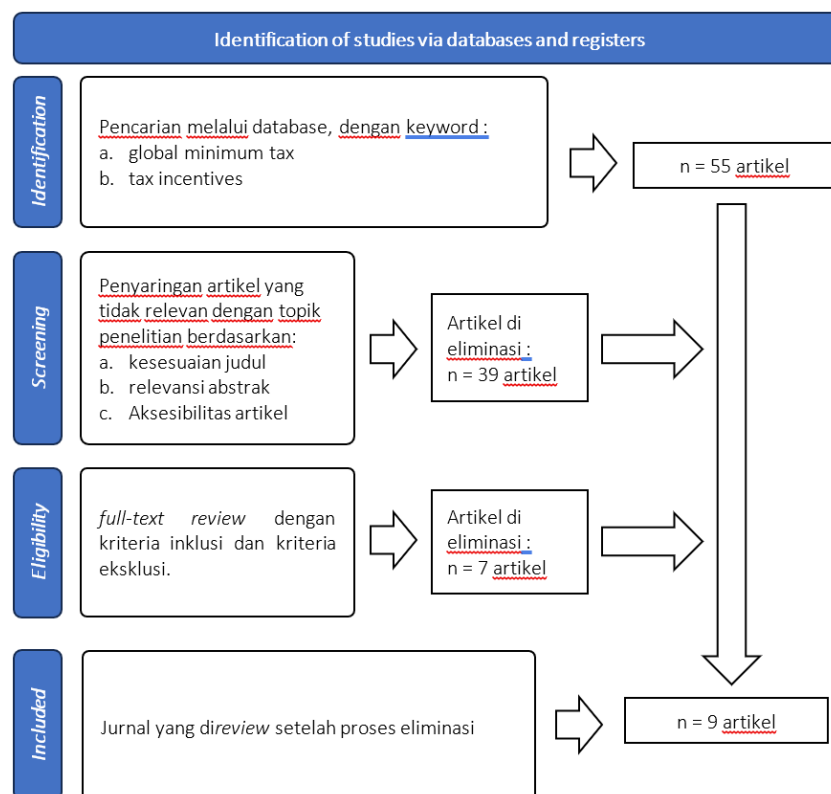 Identification of studies via databases and registers
Identification
Pencarian melalui database, dengan keyword :
a. global minimum tax
b. tax incentives
n = 55 artikel
Screening
Penyaringan artikel yang
tidak relevan dengan topik
penelitian berdasarkan:
a. kesesuaian judul
b. relevansi abstrak
c. Aksesibilitas artikel
Artikel di
eliminasi :
n = 39 artikel
Eligibility
full-text review dengan
kriteria inklusi dan kriteria
eksklusi.
Artikel di
eliminasi :
n = 7 artikel
Included
Jurnal yang direview setelah proses eliminasi
n = 9 artikel